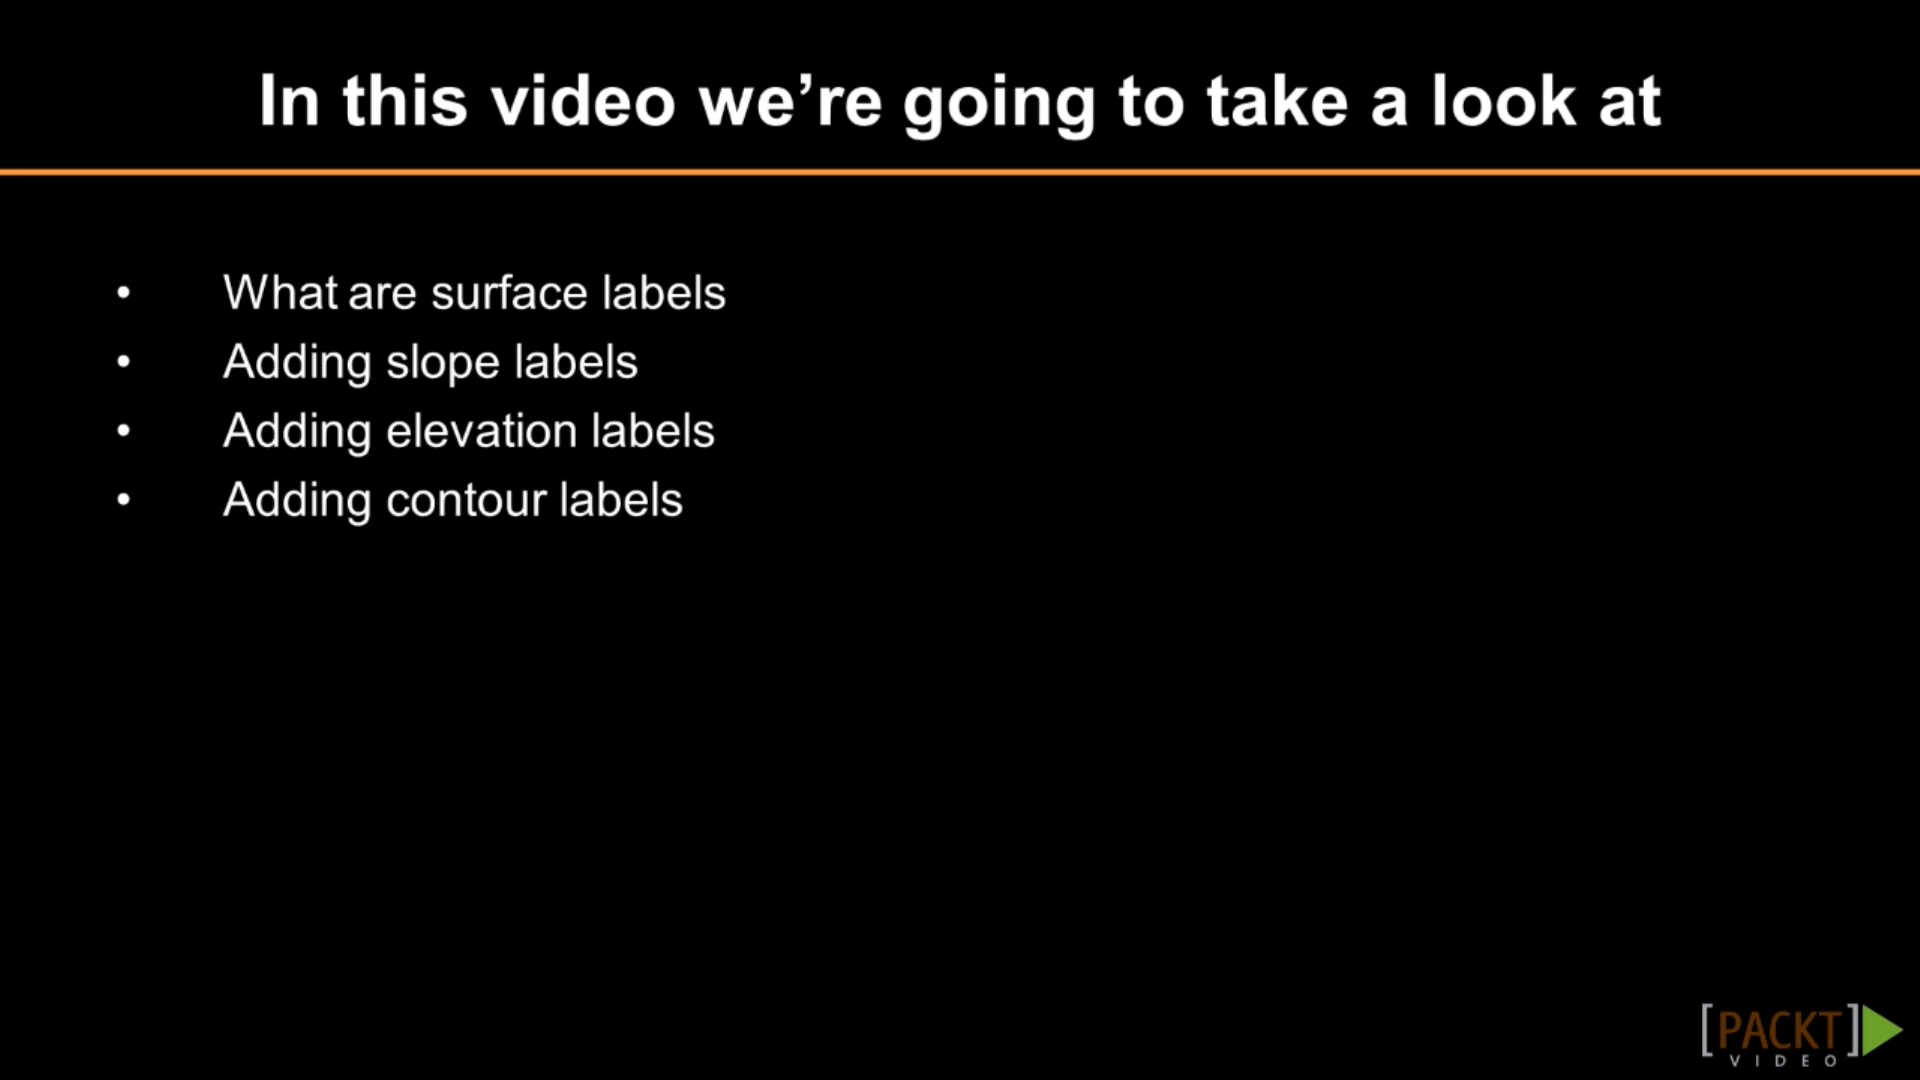 In this video we’re going to take a look at
• What are surface labels
• Adding slope labels
• Adding elevation labels
• Adding contour labels
[PACKT]
VIDEO